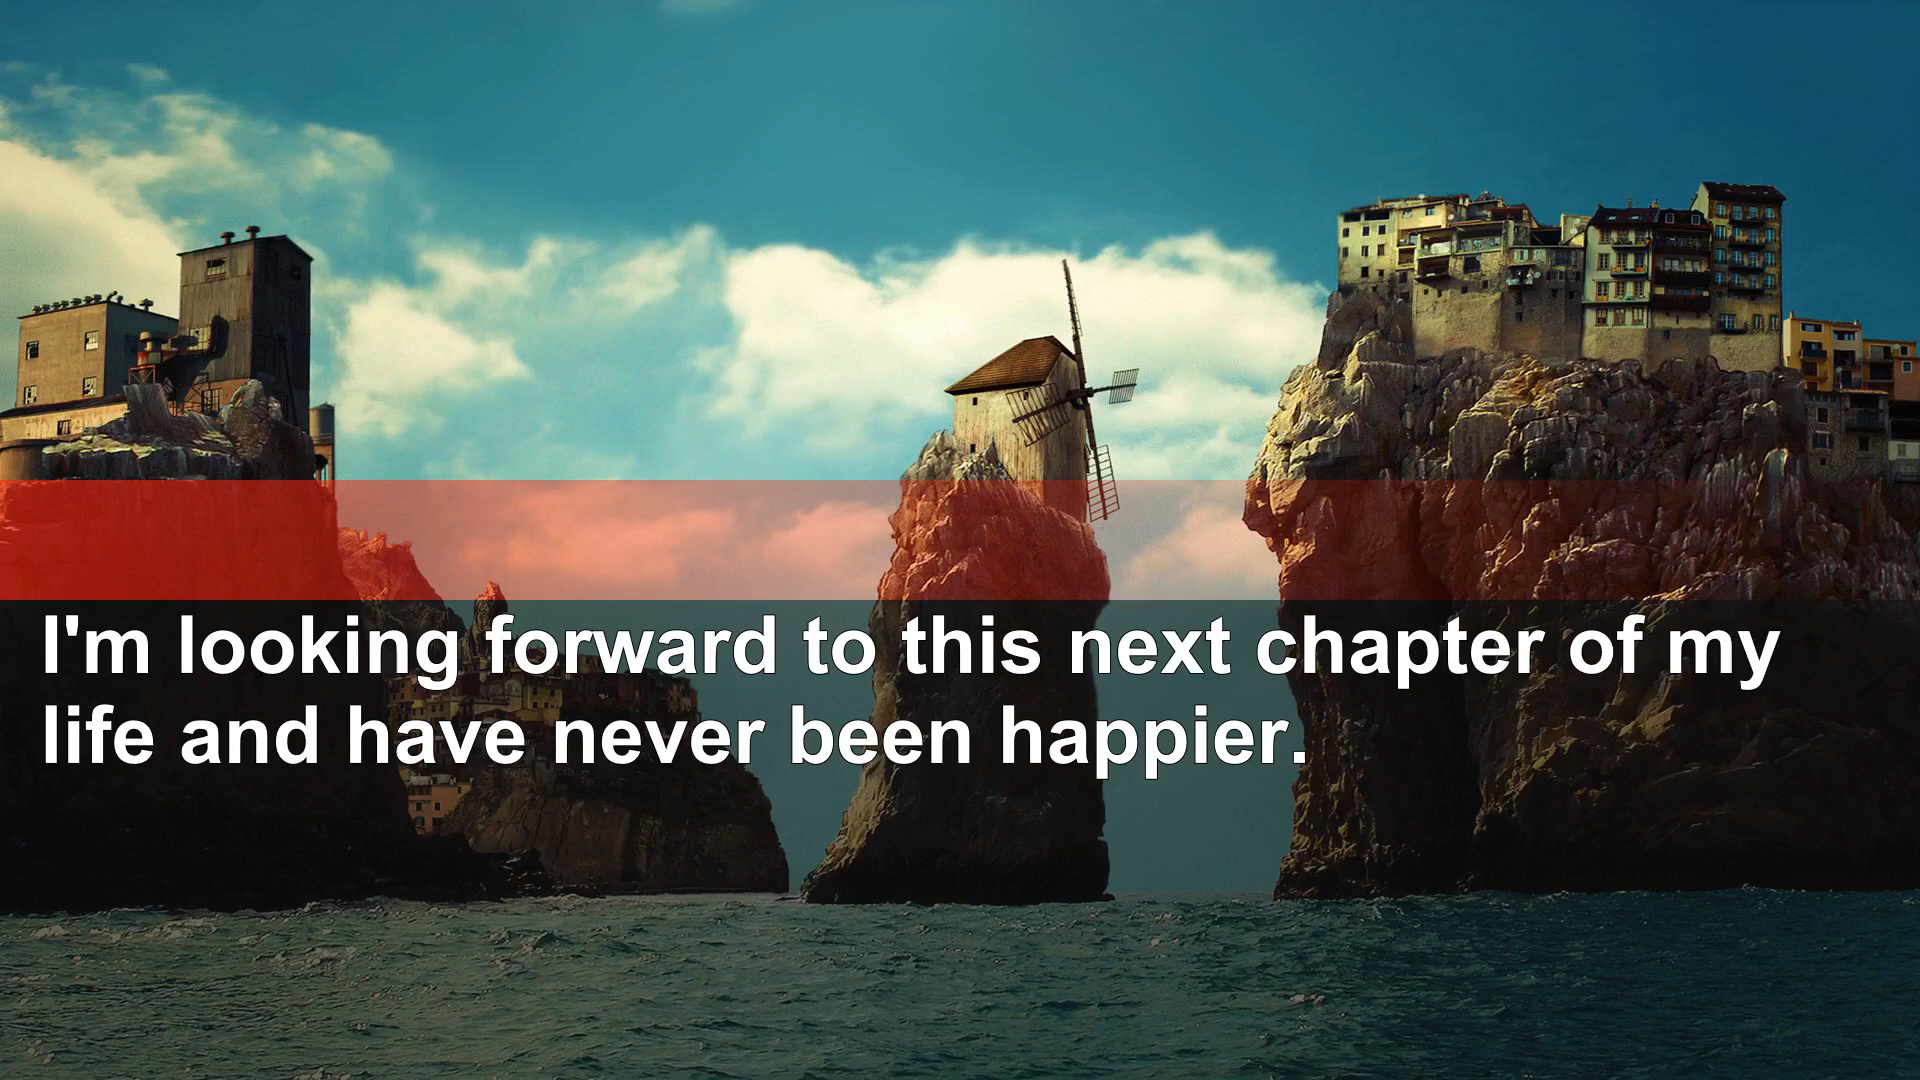 I'm looking forward to this next chapter of my
life and have never been happier.